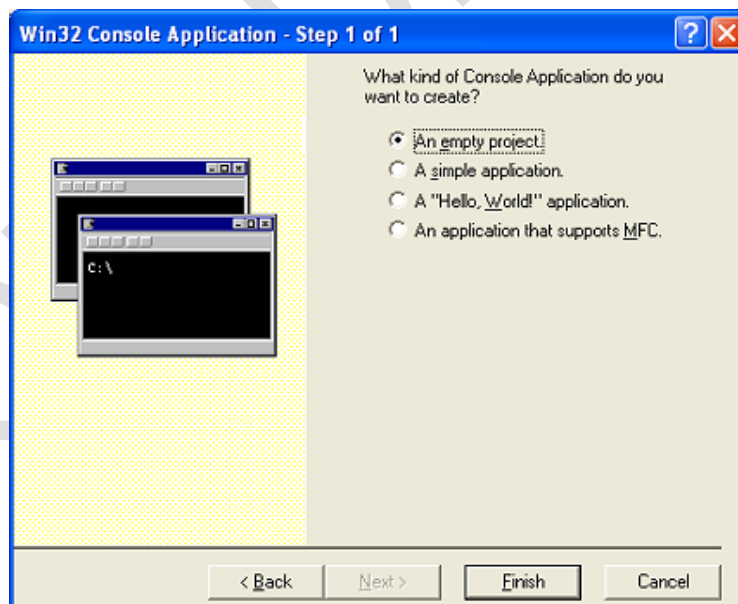 Win32 Console Application - Step 1 of 1
What kind of Console Application do you
want to create?
An empty project.
A simple application.
A "Hello, World!" application.
An application that supports MFC.
C:\
< Back
Next >
Finish
Cancel